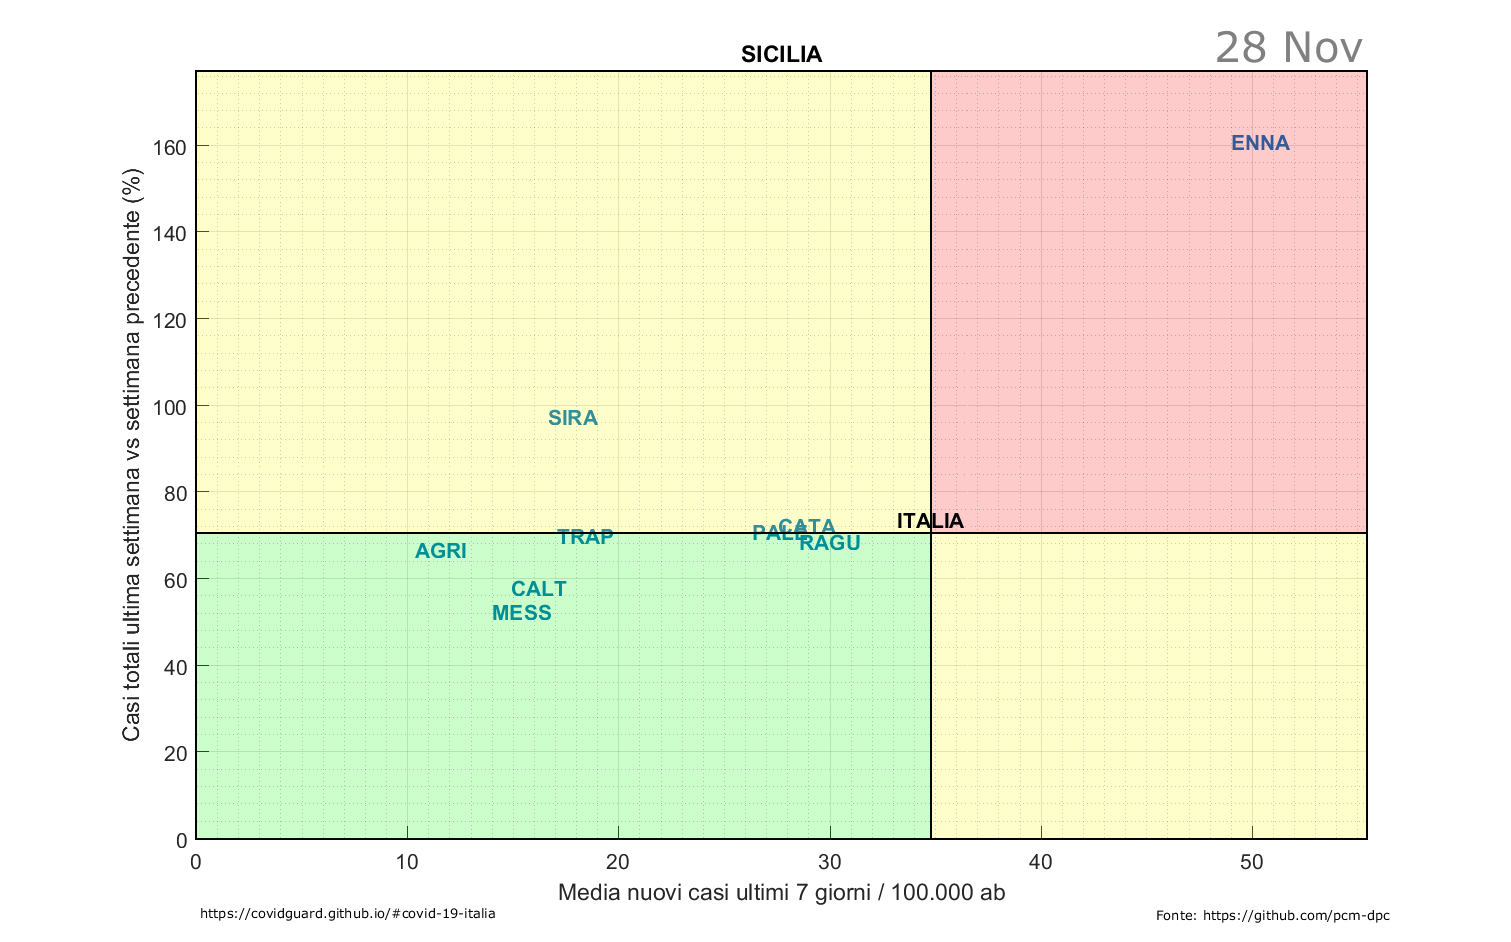 28 Nov
SICILIA
Casi totali ultima settimana vs settimana precedente (%)
160
140
120
100
80
60
40
20
0
ENNA
SIRA
CATA
ITALIA
PALE
TRAP
RAGU
AGRI
CALT
MESS
0 10 20 30 40 50
Media nuovi casi ultimi 7 giorni / 100.000 ab
https://covidguard.github.io/#covid-19-italia
Fonte: https://github.com/pcm-dpc